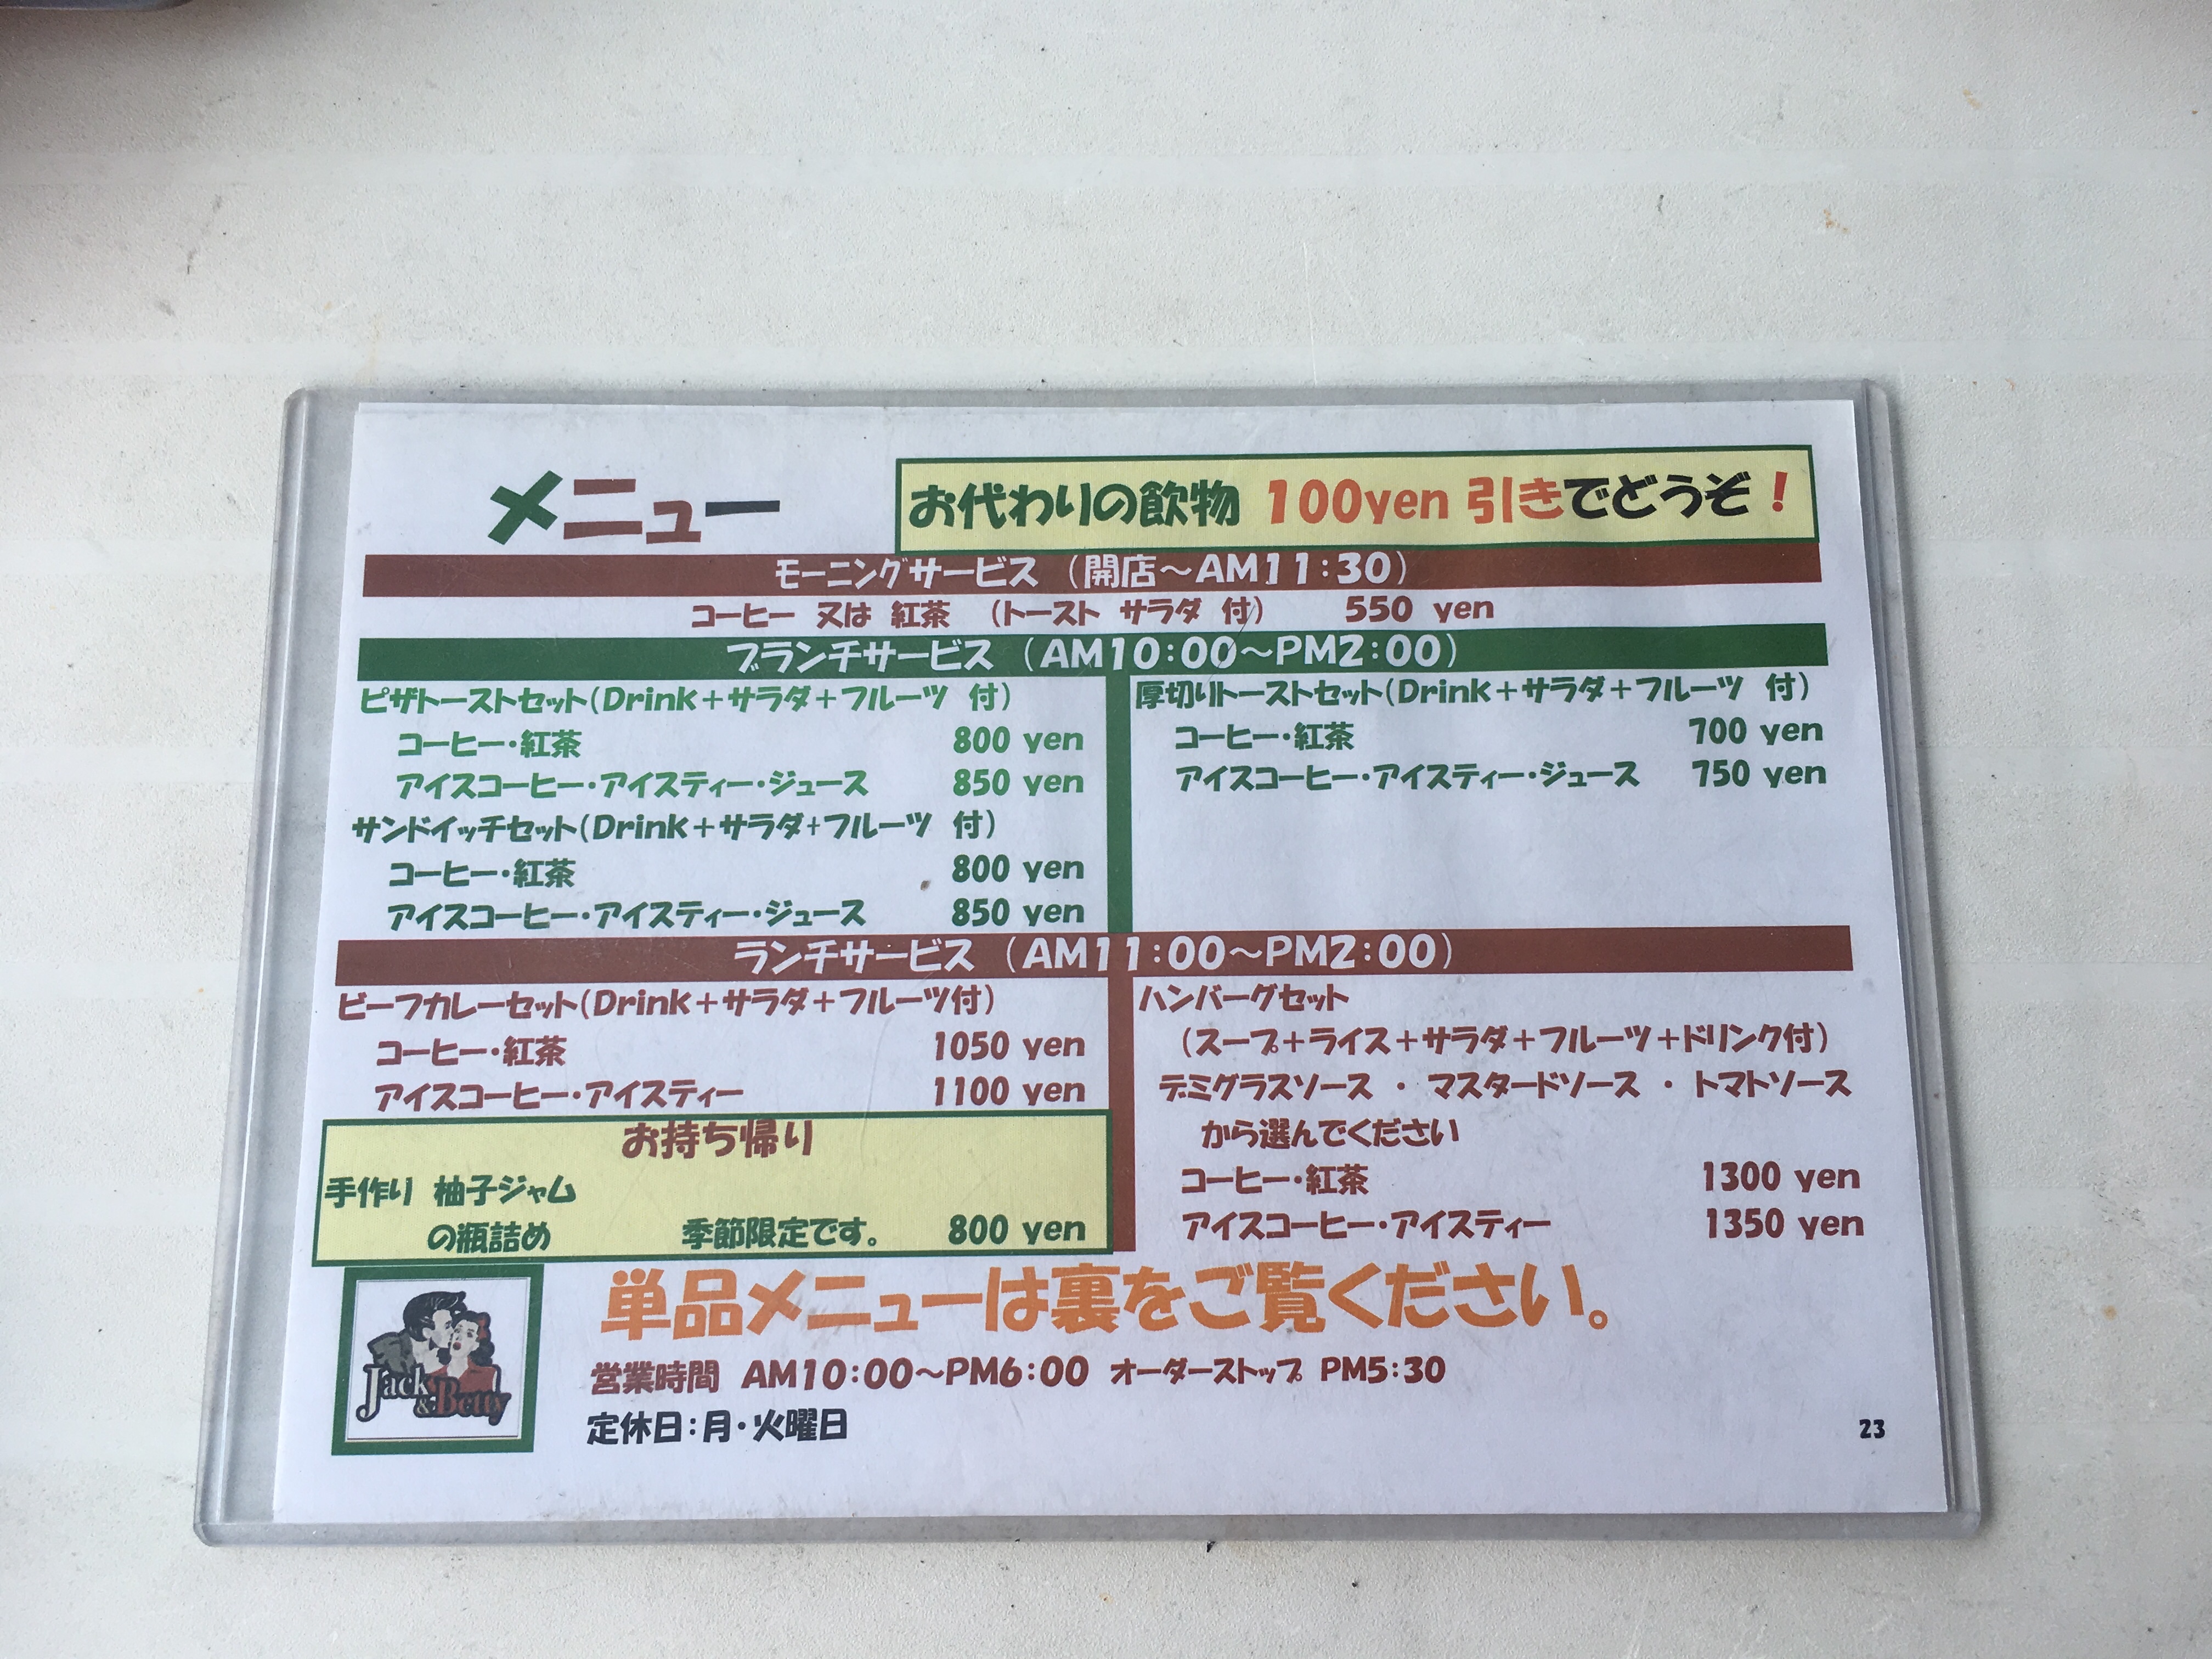 メニュー
お代わりの飲物 100yen 引きでどうぞ！
モーニングサービス （開店～AM11:30）
コーヒー 又は 紅茶 （トースト サラダ 付） 550 yen
ブランチサービス （AM10:00～PM2:00）
ピザトーストセット(Drink+サラダ+フルーツ 付)
コーヒー・紅茶 800 yen
アイスコーヒー・アイスティー・ジュース 850 yen
サンドイッチセット(Drink+サラダ+フルーツ 付)
コーヒー・紅茶 800 yen
アイスコーヒー・アイスティー・ジュース 850 yen
厚切りトーストセット(Drink+サラダ+フルーツ 付)
コーヒー・紅茶 700 yen
アイスコーヒー・アイスティー・ジュース 750 yen
ランチサービス （AM11:00～PM2:00）
ビーフカレーセット(Drink+サラダ+フルーツ付)
コーヒー・紅茶 1050 yen
アイスコーヒー・アイスティー 1100 yen
お持ち帰り
手作り 柚子ジャム
の瓶詰め 季節限定です。 800 yen
ハンバーグセット
（スープ+ライス+サラダ+フルーツ+ドリンク付）
デミグラスソース ・ マスタードソース ・ トマトソース
から選んでください
コーヒー・紅茶 1300 yen
アイスコーヒー・アイスティー 1350 yen
単品メニューは裏をご覧ください。
Jack
&Betty
営業時間 AM10:00～PM6:00 オーダーストップ PM5:30
定休日：月・火曜日
23